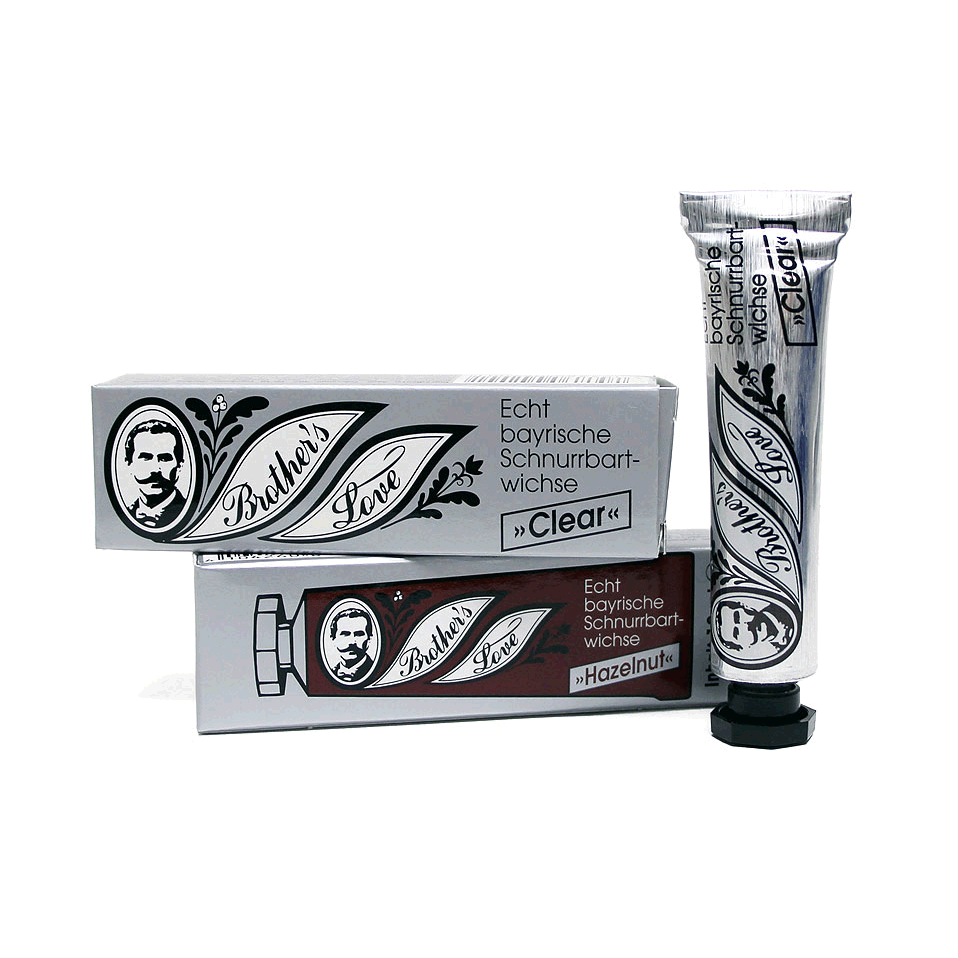 Brother's
Love
Echt
bayrische
Schnurrbart-
wichse
»Clear«
Brother's
Love
Echt
bayrische
Schnurrbart-
wichse
»Hazelnut«
Echt
bayrische
Schnurrbart-
wichse
»Clear«
Brother's
Love